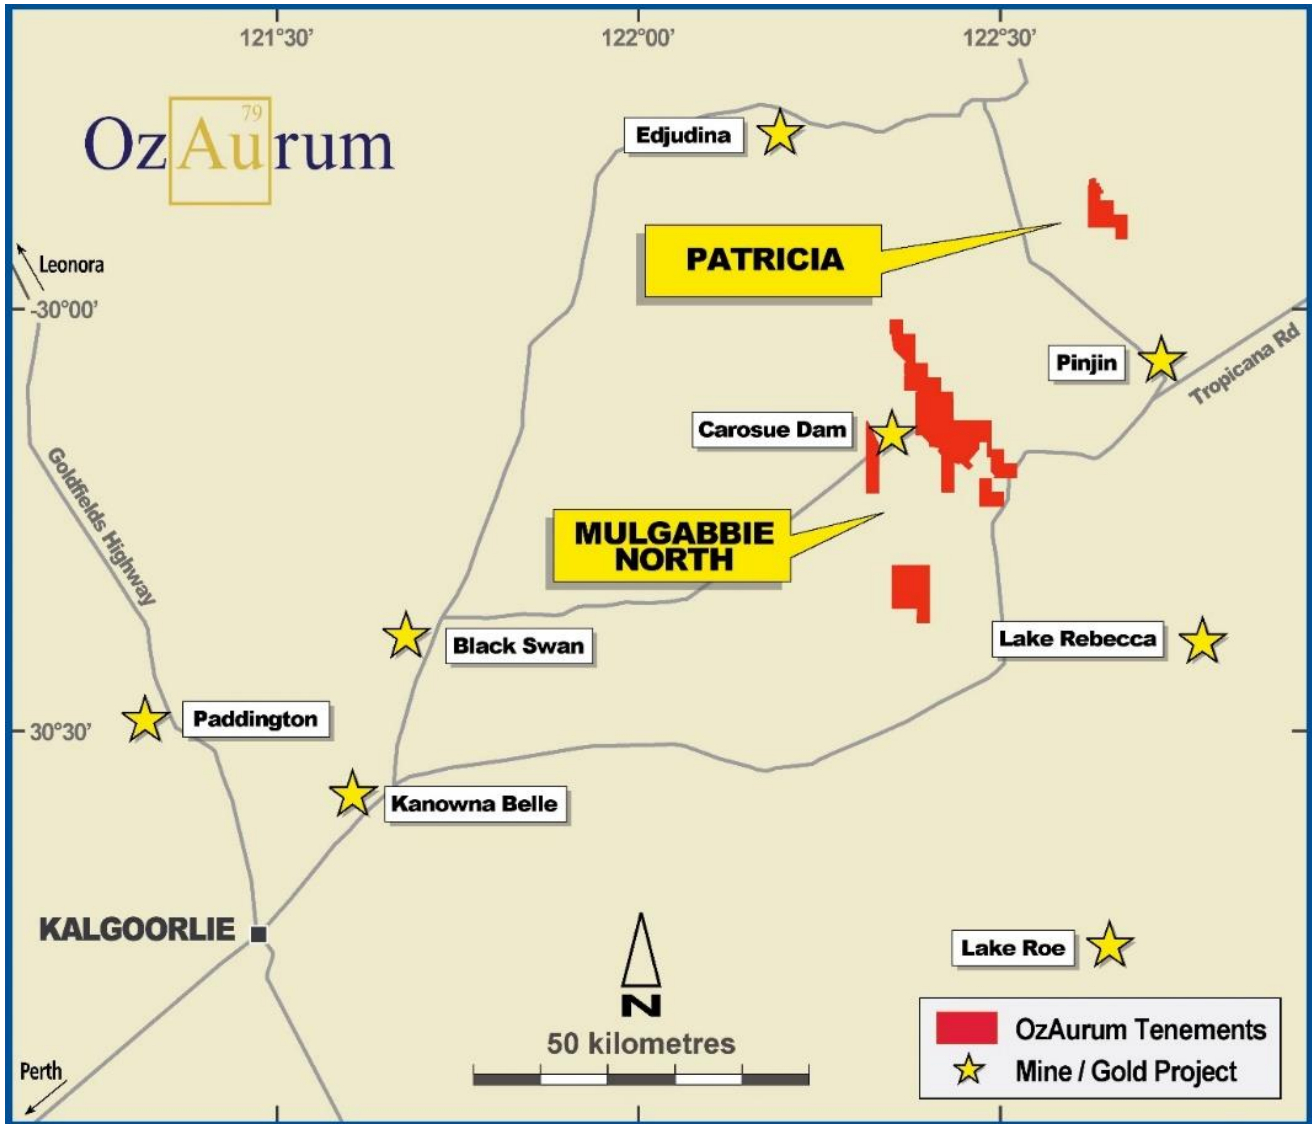 121°30’
122°00’
122°30’
79
OzAurum
Edjudina
PATRICIA
Leonora
-30°00’
Pinjin
Tropicana Rd
Carosue Dam
Goldfields Highway
MULGABBIE
NORTH
Black Swan
Lake Rebecca
Paddington
30°30’
Kanowna Belle
KALGOORLIE
Lake Roe
N
50 kilometres
OzAurum Tenements
Mine / Gold Project
Perth